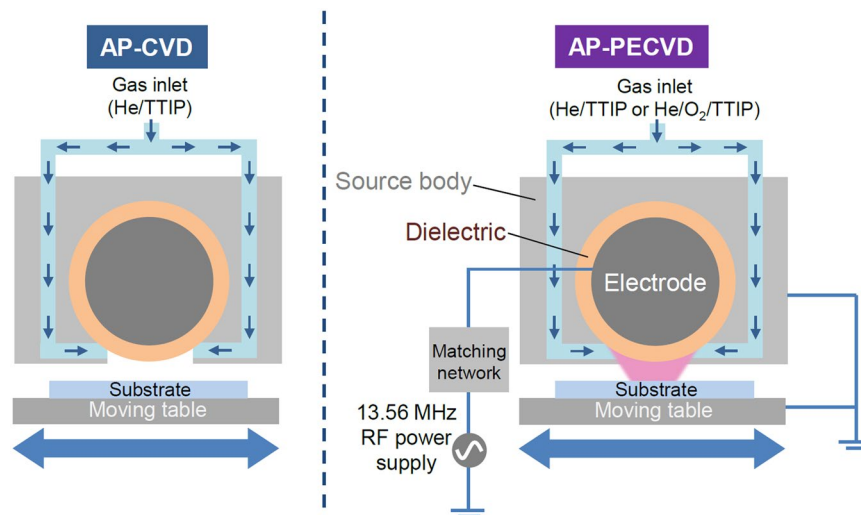 AP-CVD
Gas inlet
(He/TTIP)
Substrate
Moving table
AP-PECVD
Gas inlet
(He/TTIP or He/O₂/TTIP)
Source body
Dielectric
Electrode
Matching
network
13.56 MHz
RF power
supply
Substrate
Moving table